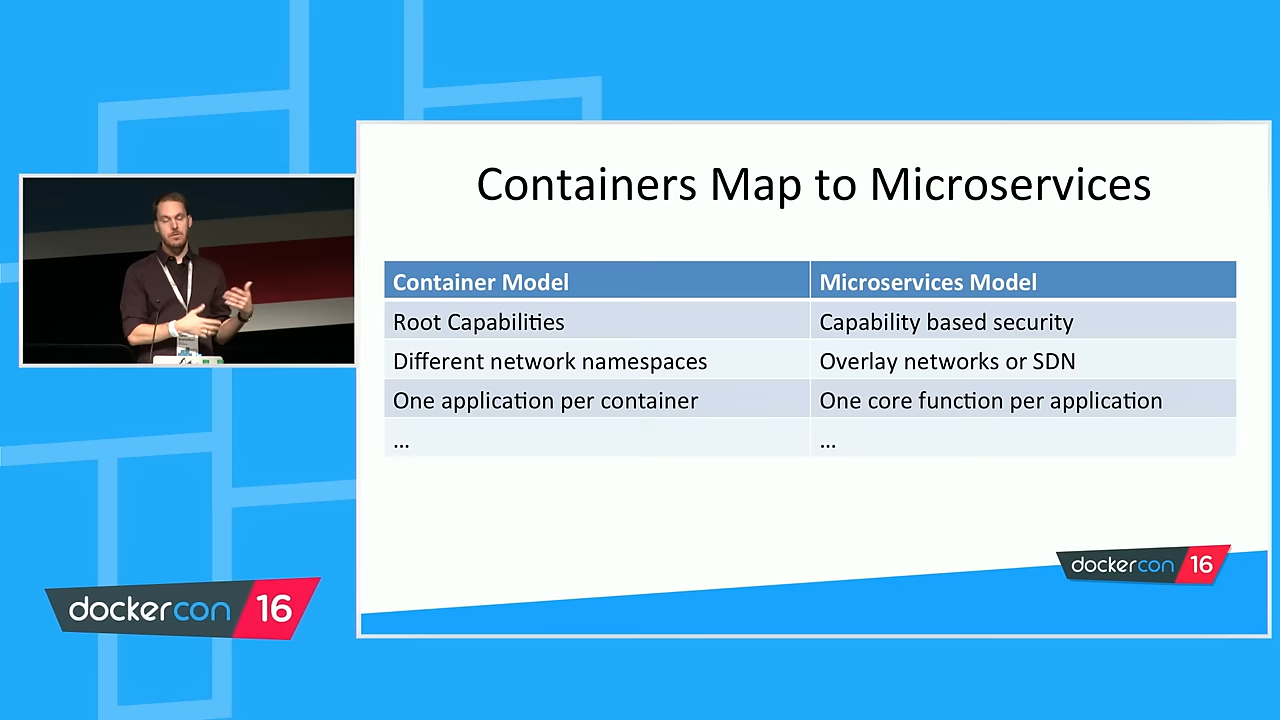 Containers Map to Microservices
Container Model Microservices Model
Root Capabilities Capability based security
Different network namespaces Overlay networks or SDN
One application per container One core function per application
... ...
dockercon 16
dockercon 16